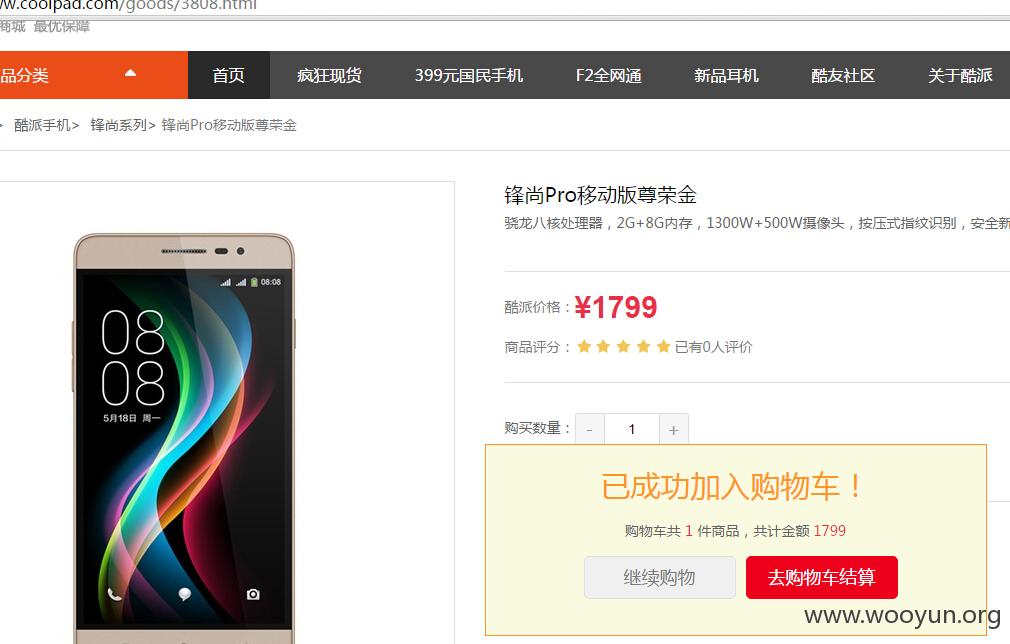 w.coolpad.com/goods/3808.html
商城 最优保障
品分类
首页
疯狂现货
399元国民手机
F2全网通
新品耳机
酷友社区
关于酷派
> 酷派手机> 锋尚系列> 锋尚Pro移动版尊荣金
锋尚Pro移动版尊荣金
骁龙八核处理器，2G+8G内存，1300W+500W摄像头，按压式指纹识别，安全新
酷派价格：¥1799
商品评分： 已有0人评价
08:08
08
08
5月18日 周一
购买数量： - 1 +
已成功加入购物车！
购物车共 1 件商品，共计金额 1799
继续购物
去购物车结算
www.wooyun.org